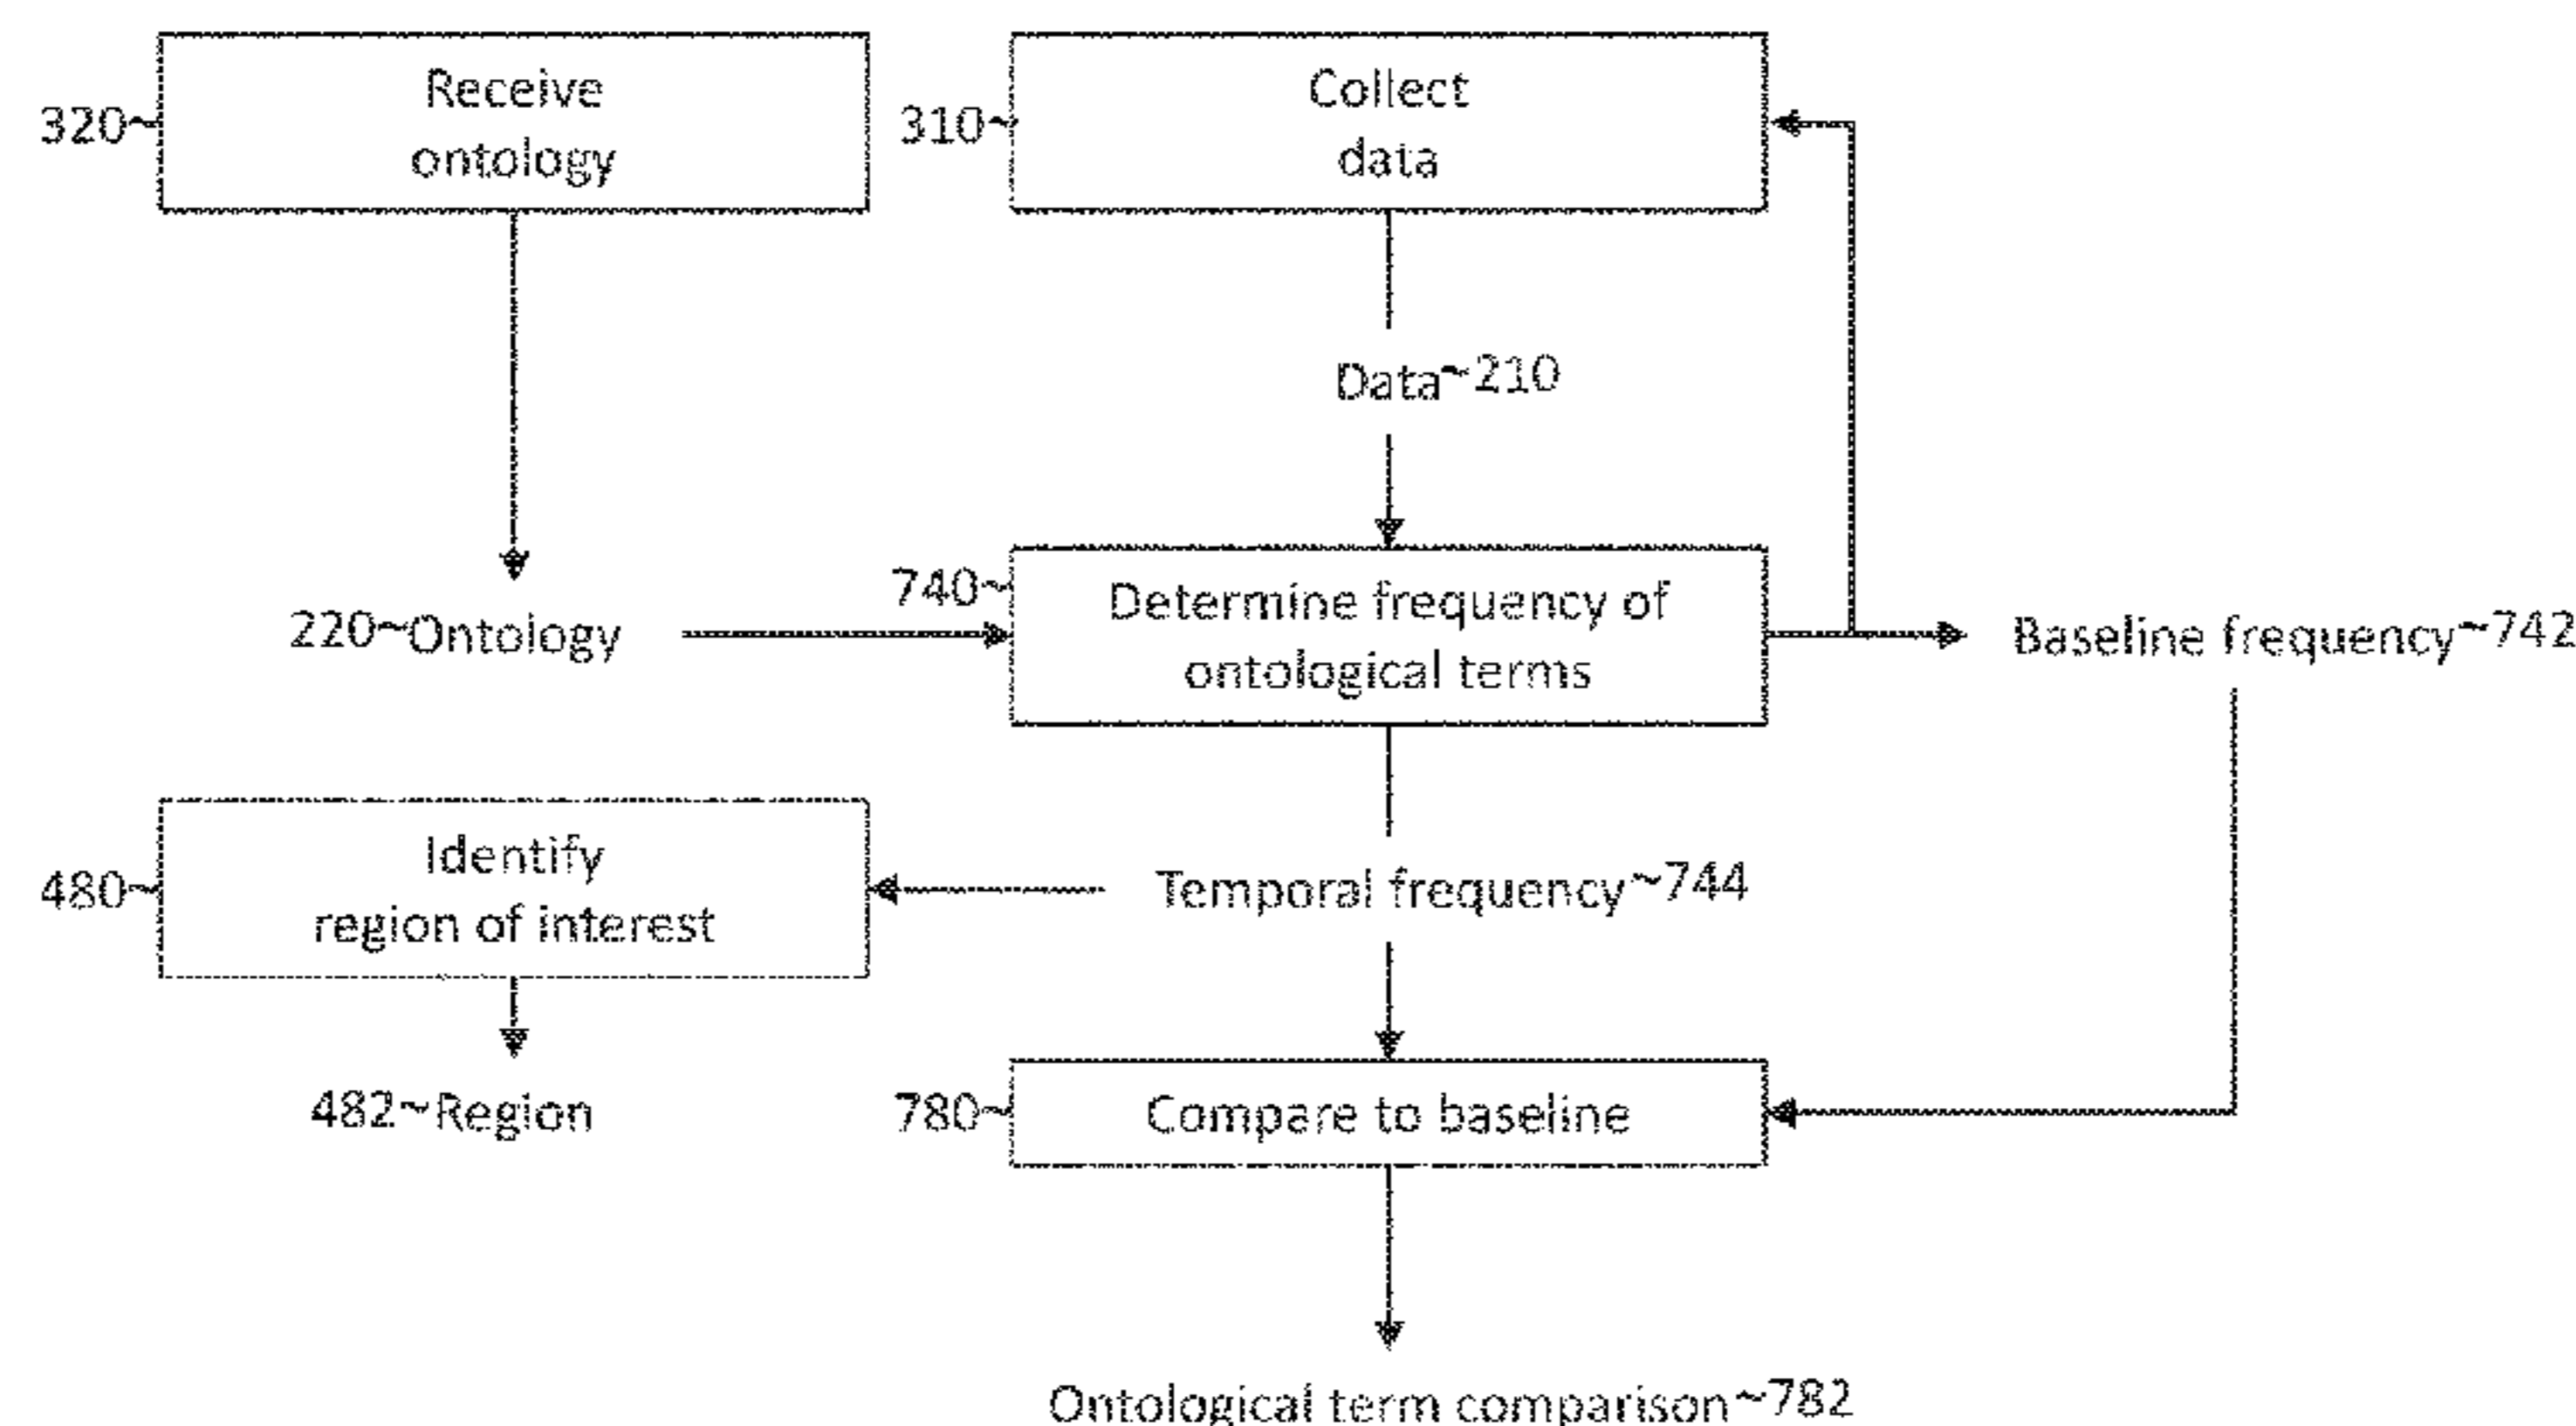 Receive
ontology
320~
Collect
data
310~
Data~210
740~
Determine frequency of
ontological terms
220~Ontology
Baseline frequency~742
Identify
region of interest
480~
Temporal frequency~744
482~Region
780~
Compare to baseline
Ontological term comparison~782